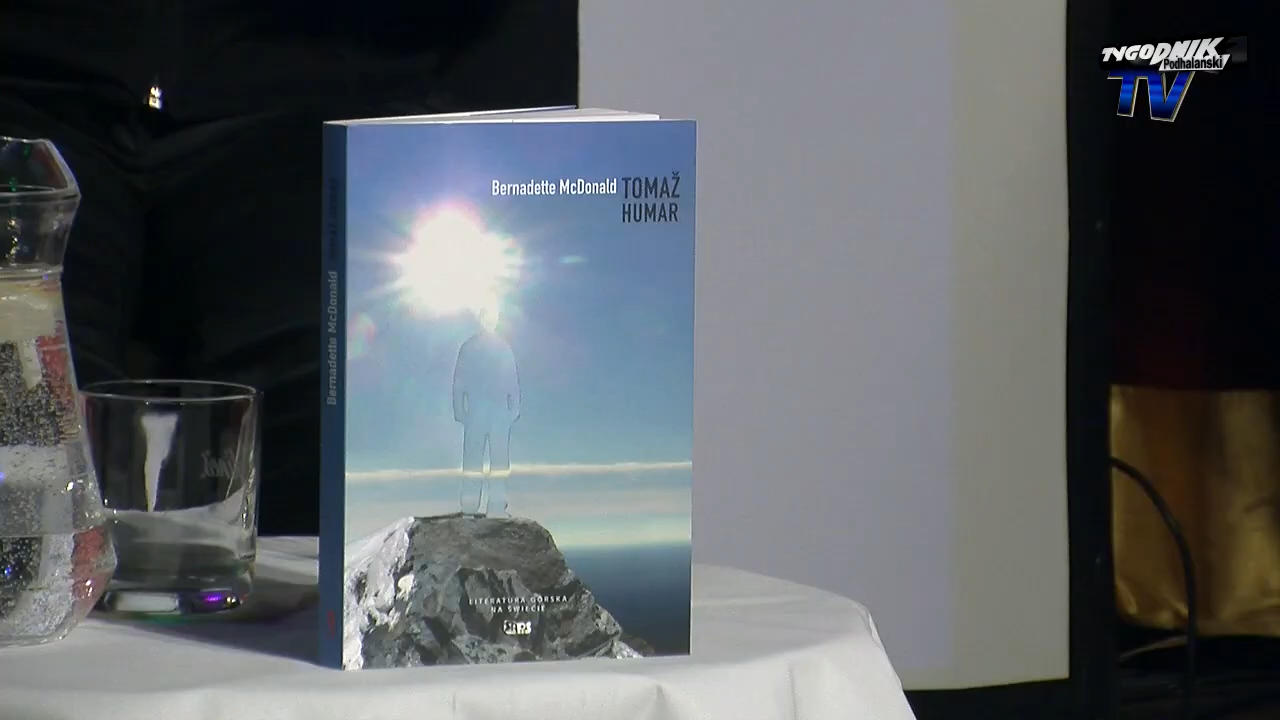 TYGODNIK
Podhalański
TV
Bernadette McDonald TOMAŽ
HUMAR
Bernadette McDonald
LITERATURA GÓRSKA
NA ŚWIECIE